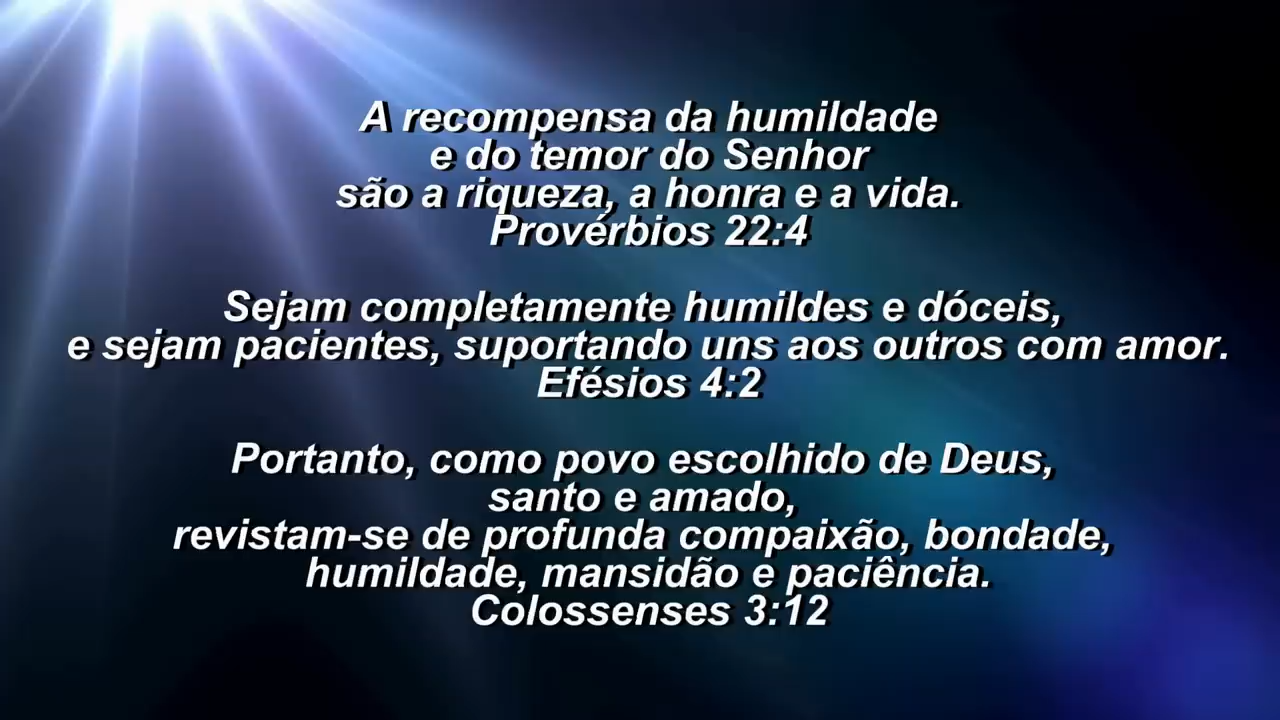 A recompensa da humildade
e do temor do Senhor
são a riqueza, a honra e a vida.
Provérbios 22:4
Sejam completamente humildes e dóceis,
e sejam pacientes, suportando uns aos outros com amor.
Efésios 4:2
Portanto, como povo escolhido de Deus,
santo e amado,
revistam-se de profunda compaixão, bondade,
humildade, mansidão e paciência.
Colossenses 3:12